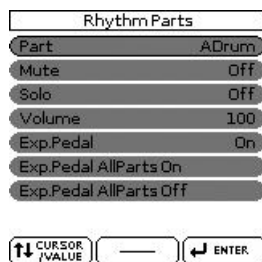 Rhythm Parts
Part ADrum
Mute Off
Solo Off
Volume 100
Exp.Pedal On
Exp.Pedal AllParts On
Exp.Pedal AllParts Off
CURSOR
/VALUE
ENTER